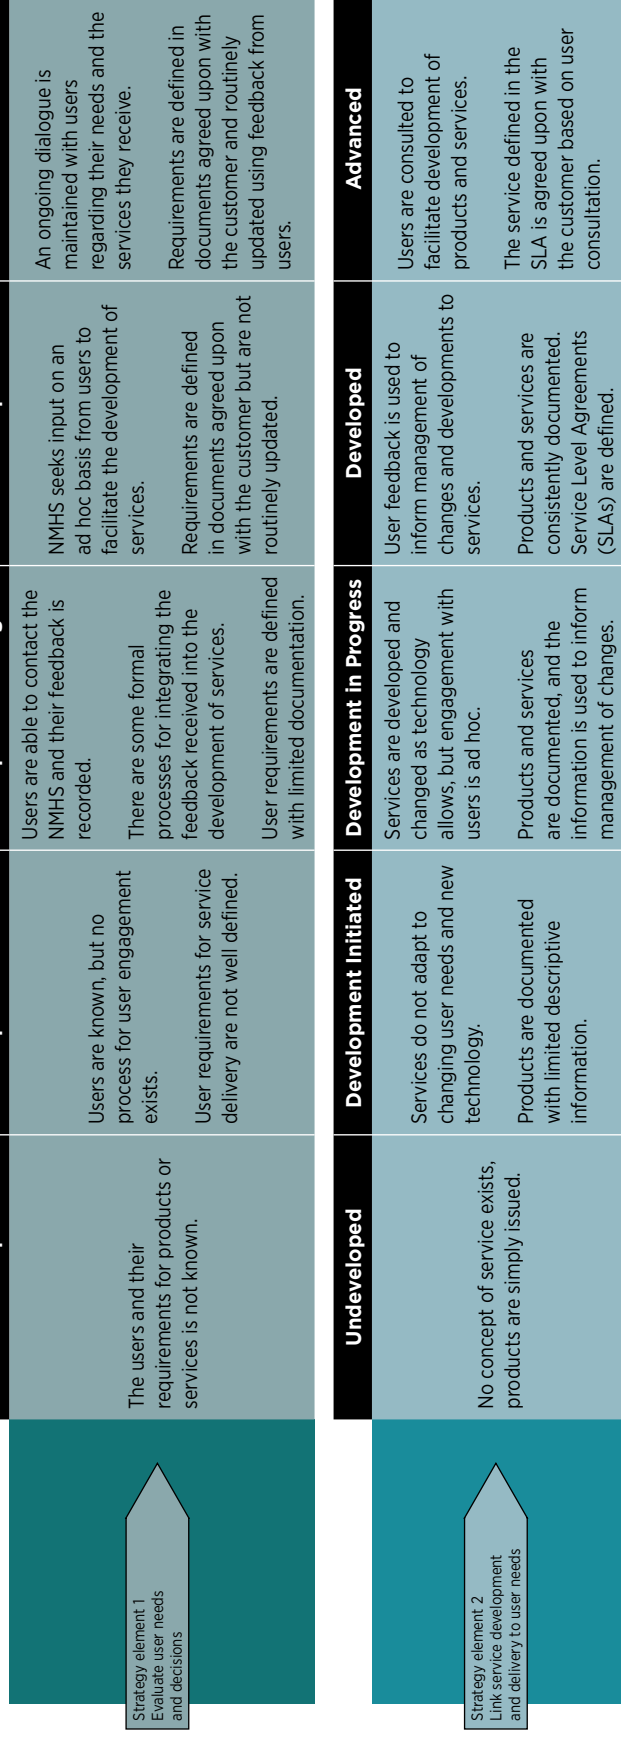 Strategy element 1
Evaluate user needs
and decisions
The users and their
requirements for products or
services is not known.
Users are known, but no
process for user engagement
exists.
User requirements for service
delivery are not well defined.
Users are able to contact the
NMHS and their feedback is
recorded.
There are some formal
processes for integrating the
feedback received into the
development of services.
User requirements are defined
with limited documentation.
NMHS seeks input on an
ad hoc basis from users to
facilitate the development of
services.
Requirements are defined
in documents agreed upon
with the customer but are not
routinely updated.
An ongoing dialogue is
maintained with users
regarding their needs and the
services they receive.
Requirements are defined in
documents agreed upon with
the customer and routinely
updated using feedback from
users.
Undeveloped
Development Initiated
Development in Progress
Developed
Advanced
Strategy element 2
Link service development
and delivery to user needs
No concept of service exists,
products are simply issued.
Services do not adapt to
changing user needs and new
technology.
Products are documented
with limited descriptive
information.
Services are developed and
changed as technology
allows, but engagement with
users is ad hoc.
Products and services
are documented, and the
information is used to inform
management of changes.
User feedback is used to
inform management of
changes and developments to
services.
Products and services are
consistently documented.
Service Level Agreements
(SLAs) are defined.
Users are consulted to
facilitate development of
products and services.
The service defined in the
SLA is agreed upon with
the customer based on user
consultation.